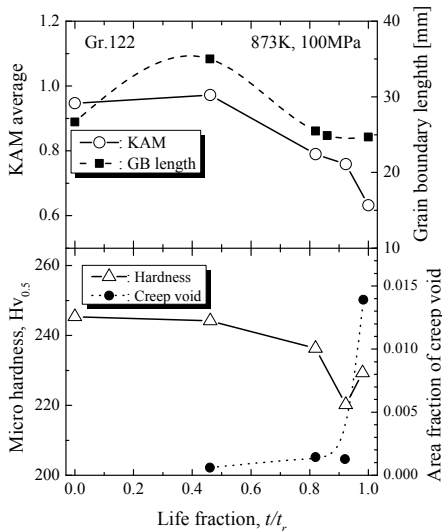 Gr.122 873K, 100MPa
KAM average
1.2
1.0
0.8
0.6
: KAM
: GB length
40
30
20
10
Grain boundary lenghth [mm]
Micro hardness, Hv0.5
260
240
220
200
: Hardness
: Creep void
0.015
0.010
0.005
0.000
Area fraction of creep void
0.0 0.2 0.4 0.6 0.8 1.0
Life fraction, t/tr